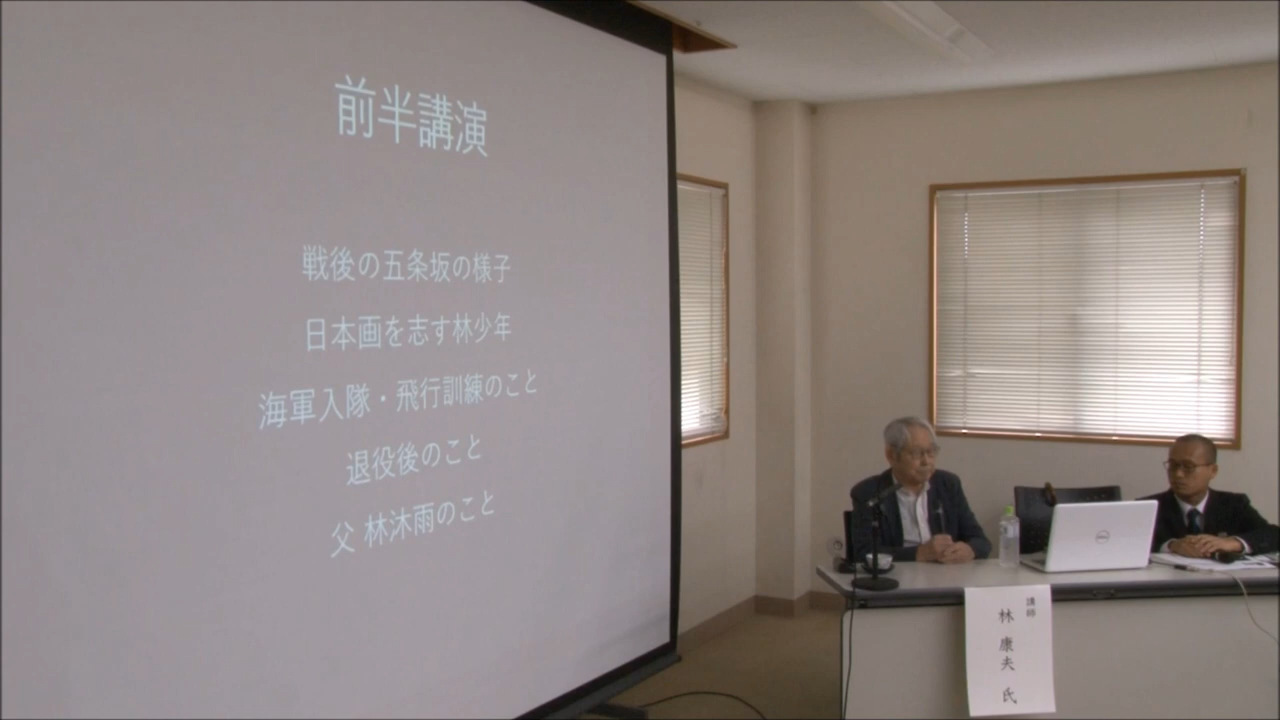 前半講演
戦後の五条坂の様子
日本画を志す林少年
海軍入隊・飛行訓練のこと
退役後のこと
父 林沐雨のこと
講師
林 康夫 氏
DELL